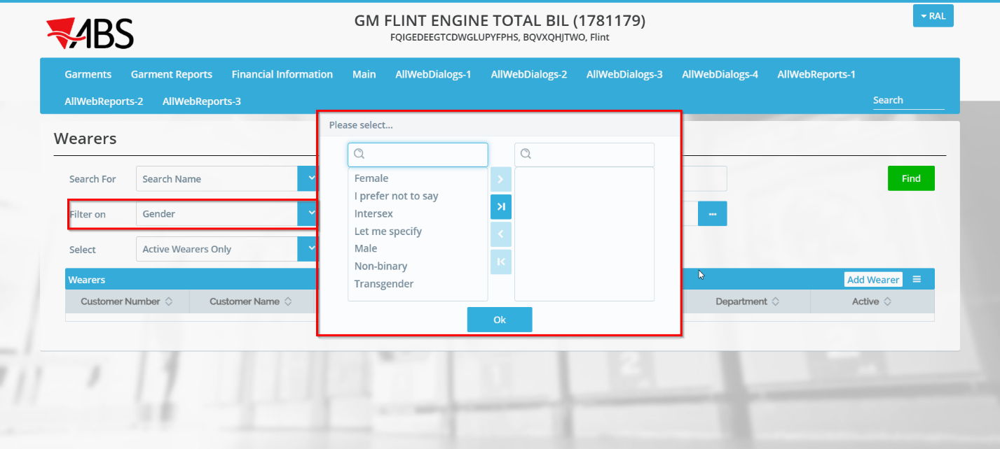 ABS
GM FLINT ENGINE TOTAL BIL (1781179)
FQIGEDEEGTCDWGLUPYFPHS, BQVXQHJTWO, Flint
RAL
Garments Garment Reports Financial Information Main AllWebDialogs-1 AllWebDialogs-2 AllWebDialogs-3 AllWebDialogs-4 AllWebReports-1
AllWebReports-2 AllWebReports-3 Search
Wearers
Search For Search Name Find
Filter on Gender ...
Select Active Wearers Only
Please select...
Female
I prefer not to say
Intersex
Let me specify
Male
Non-binary
Transgender
Ok
Wearers Add Wearer
Customer Number Customer Name Department Active